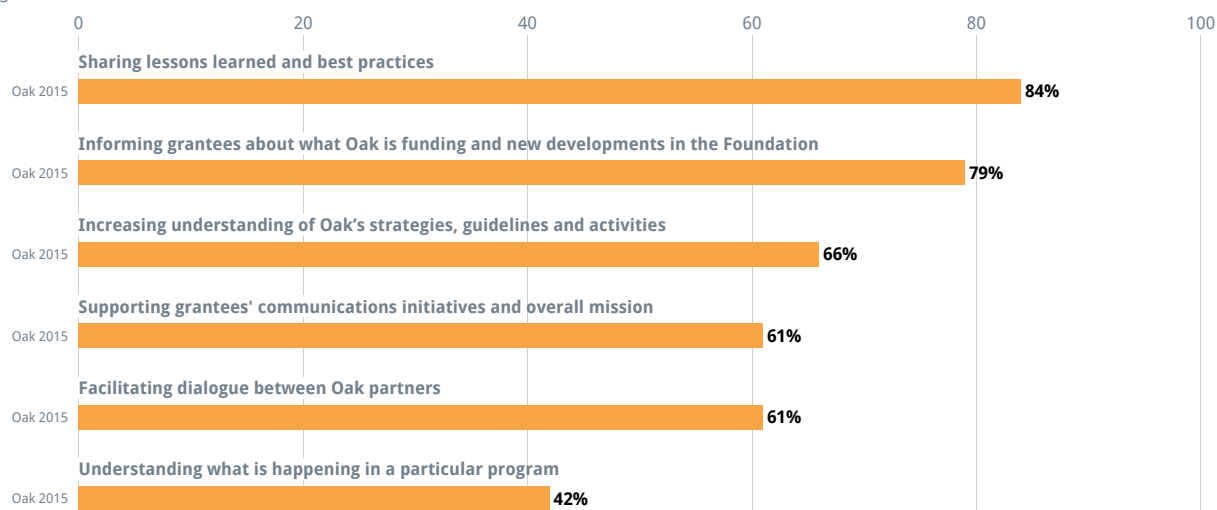 0 20 40 60 80 100
Sharing lessons learned and best practices
Oak 2015 84%
Informing grantees about what Oak is funding and new developments in the Foundation
Oak 2015 79%
Increasing understanding of Oak’s strategies, guidelines and activities
Oak 2015 66%
Supporting grantees' communications initiatives and overall mission
Oak 2015 61%
Facilitating dialogue between Oak partners
Oak 2015 61%
Understanding what is happening in a particular program
Oak 2015 42%